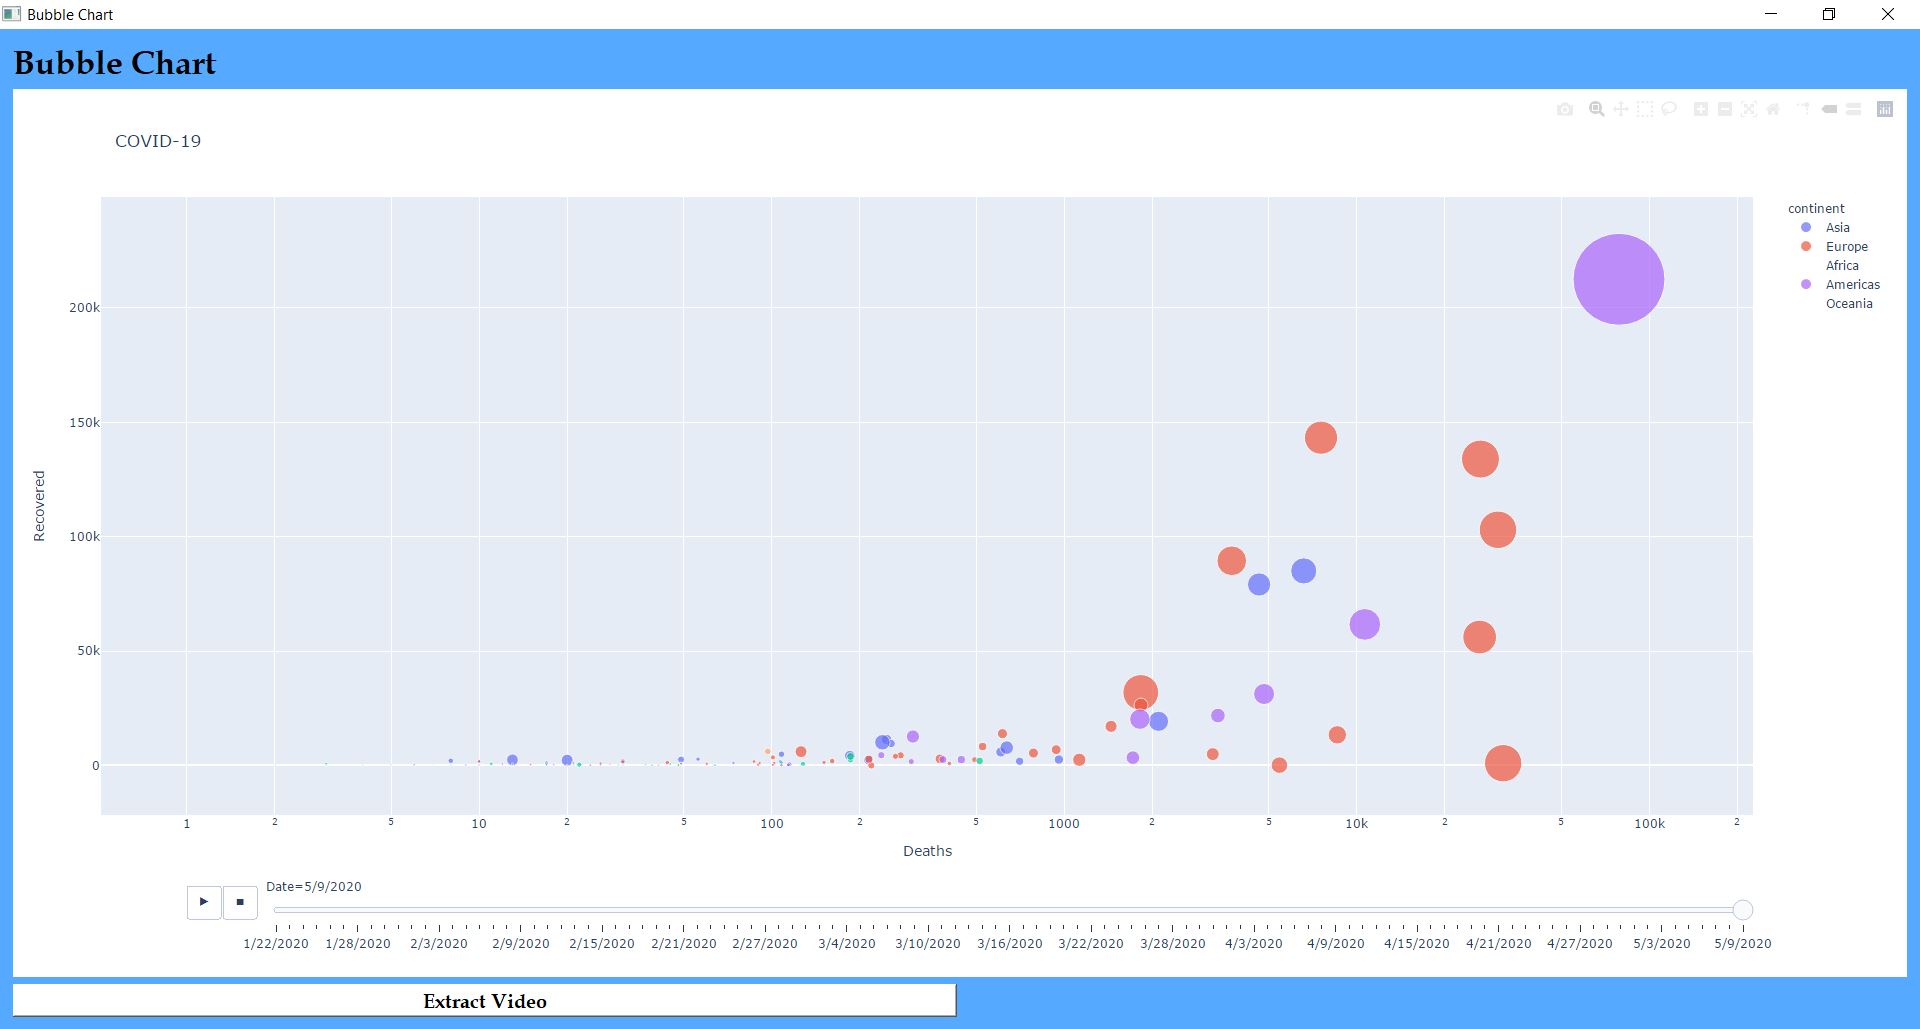 Bubble Chart
Bubble Chart
COVID-19
continent
Asia
Europe
Africa
Americas
Oceania
200k
150k
100k
50k
0
Recovered
1 2 5 10 2 5 100 2 5 1000 2 5 10k 2 5 100k 2
Deaths
Date=5/9/2020
1/22/2020 1/28/2020 2/3/2020 2/9/2020 2/15/2020 2/21/2020 2/27/2020 3/4/2020 3/10/2020 3/16/2020 3/22/2020 3/28/2020 4/3/2020 4/9/2020 4/15/2020 4/21/2020 4/27/2020 5/3/2020 5/9/2020
Extract Video